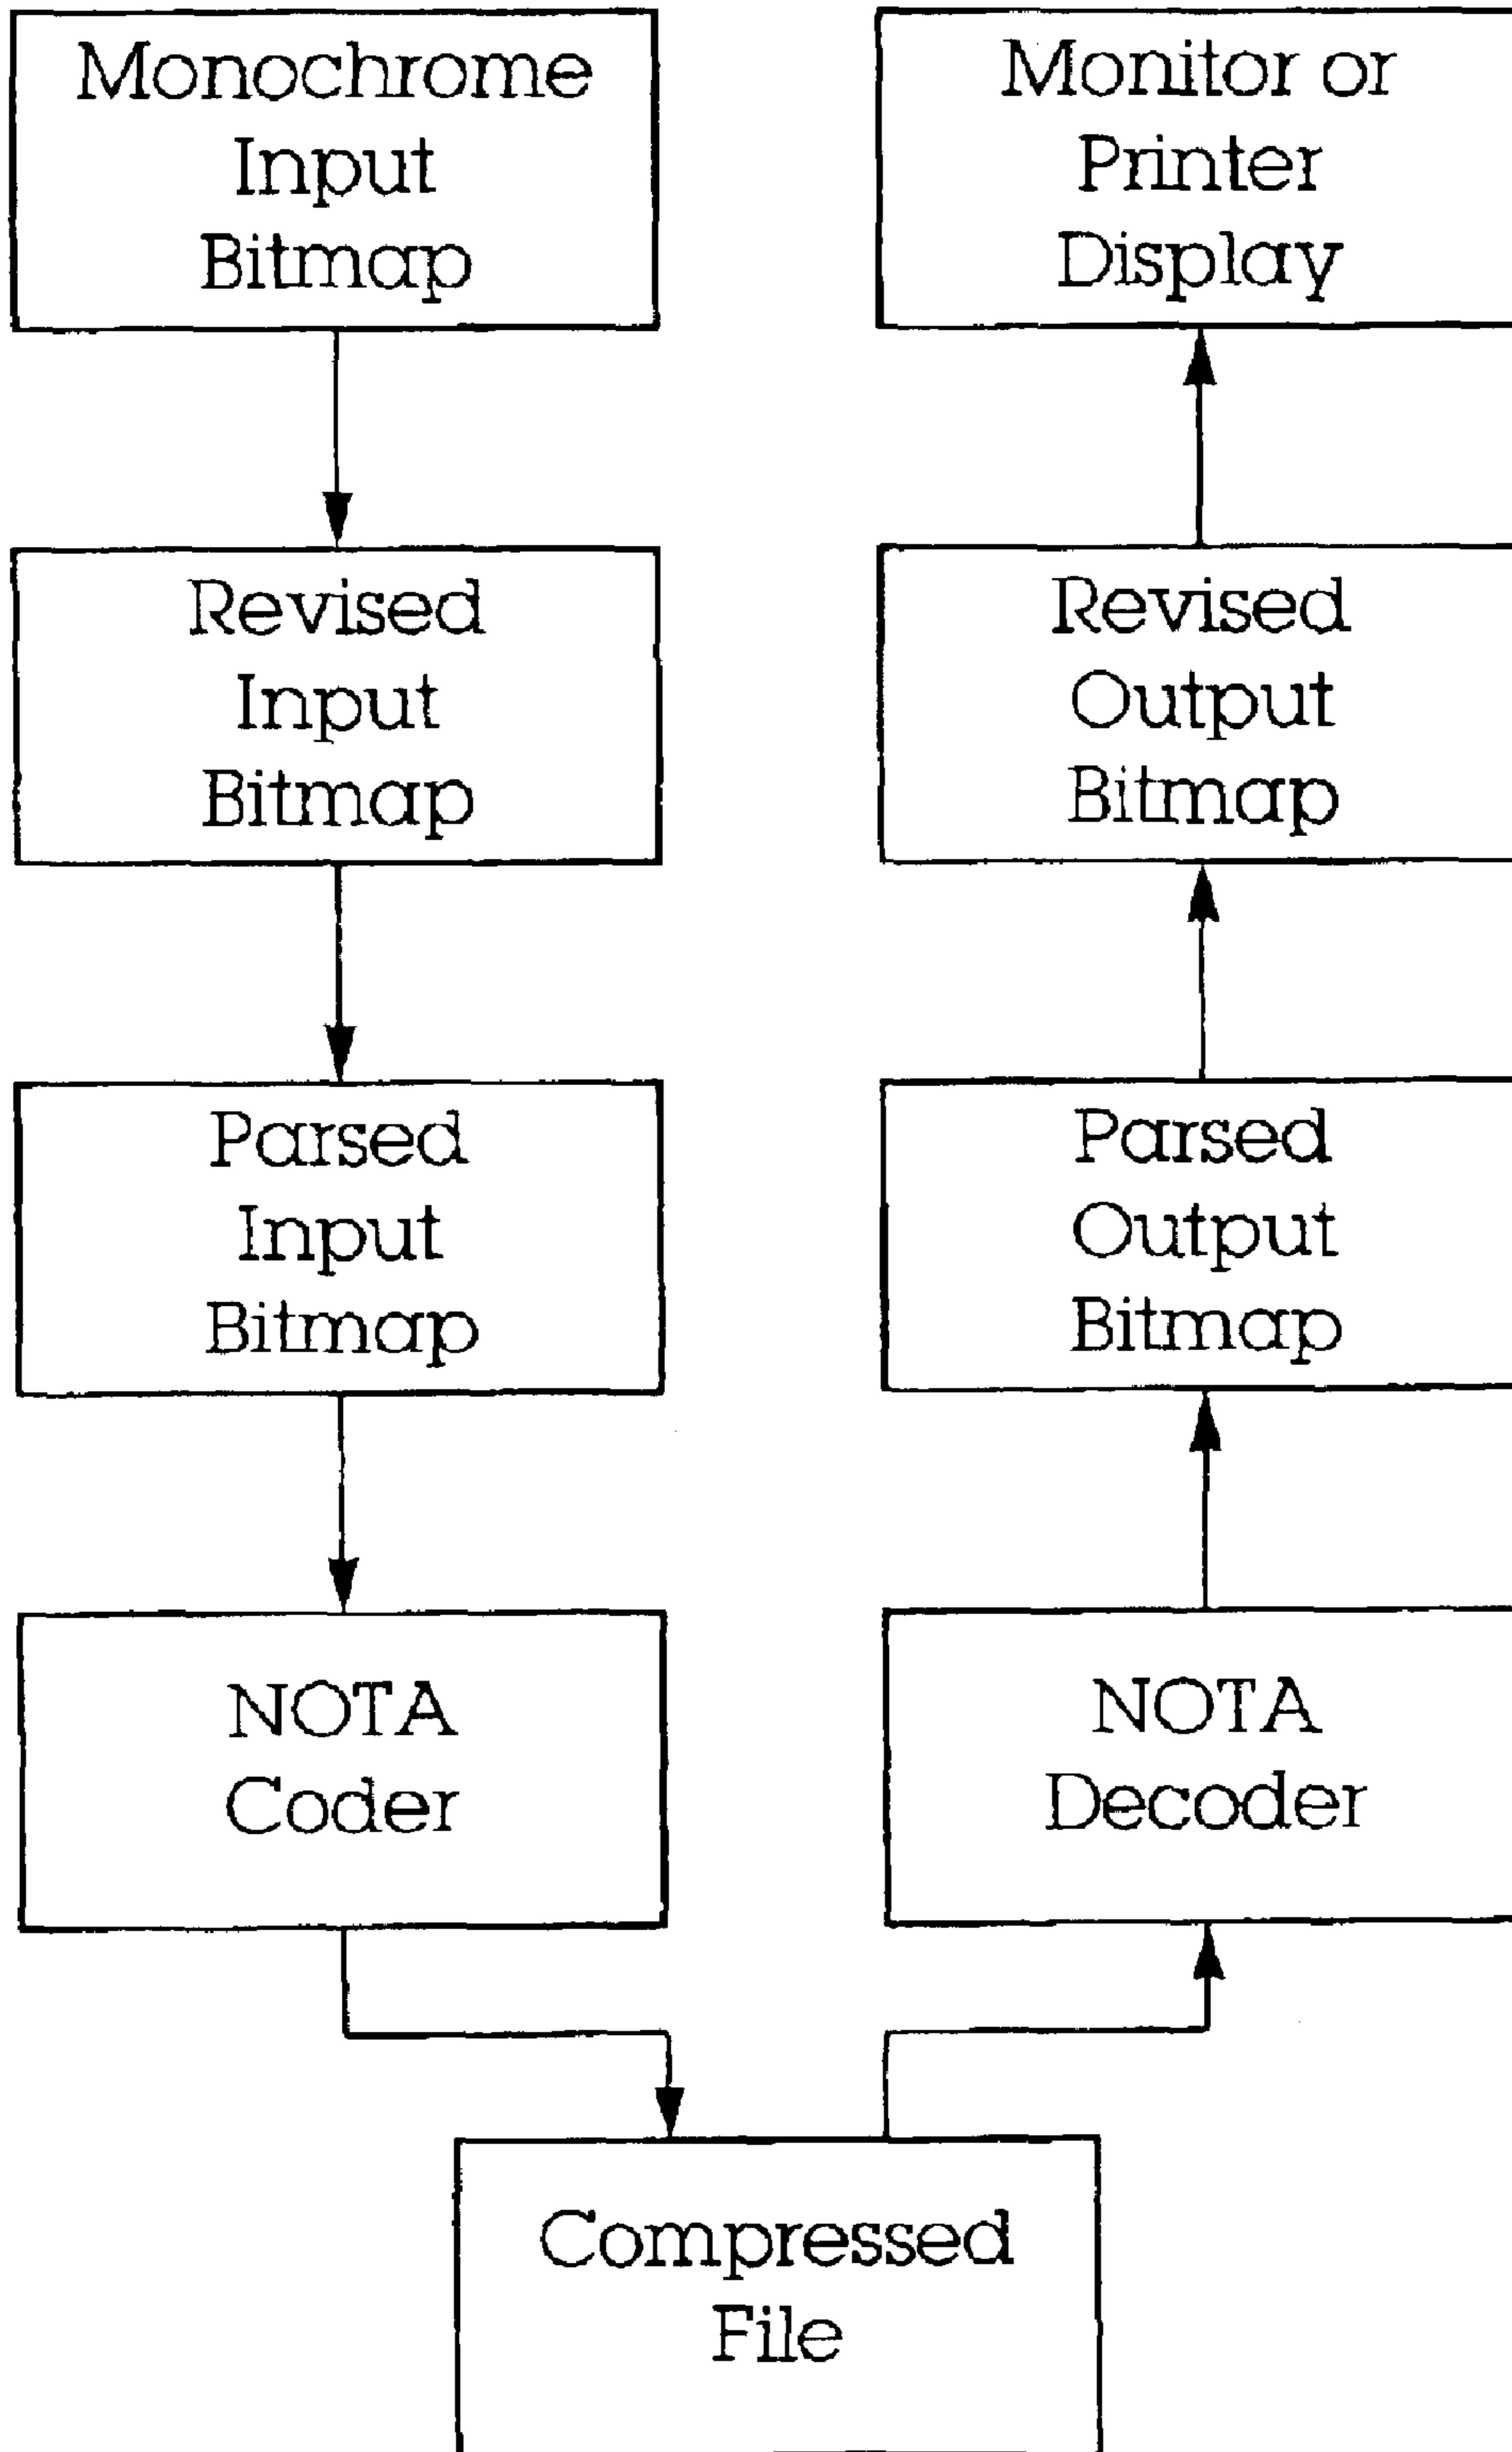 Monochrome
Input
Bitmap
Revised
Input
Bitmap
Parsed
Input
Bitmap
NOTA
Coder
Compressed
File
NOTA
Decoder
Parsed
Output
Bitmap
Revised
Output
Bitmap
Monitor or
Printer
Display